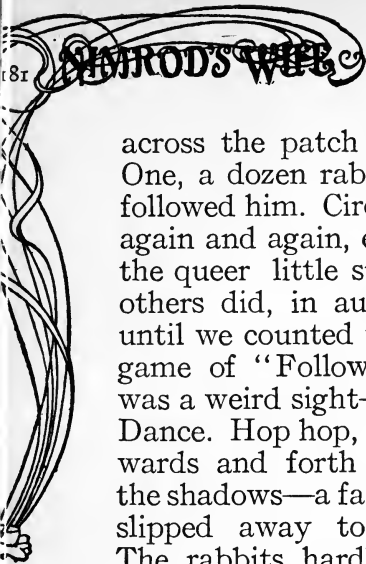 181
NIMROD'S WIFE
across the patch
One, a dozen rab
followed him. Circ
again and again, e
the queer little s
others did, in au
until we counted
game of "Follow
was a weird sight—
Dance. Hop hop,
wards and forth
the shadows—a fa
slipped away to
The rabbits hard